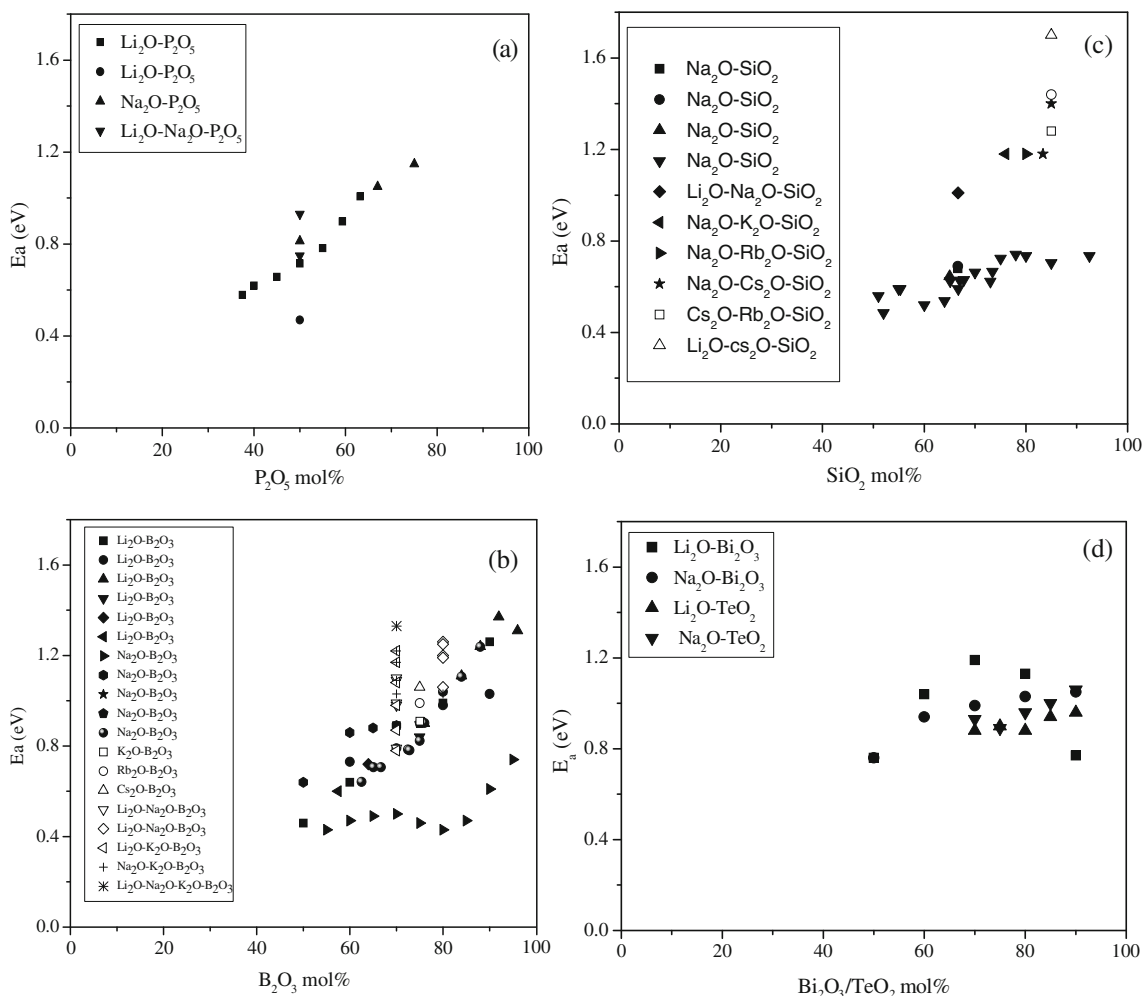 (a)
Li₂O-P₂O₅
Li₂O-P₂O₅
Na₂O-P₂O₅
Li₂O-Na₂O-P₂O₅
1.6
1.2
0.8
0.4
0.0
Ea (eV)
0 20 40 60 80 100
P₂O₅ mol%
(c)
Na₂O-SiO₂
Na₂O-SiO₂
Na₂O-SiO₂
Na₂O-SiO₂
Li₂O-Na₂O-SiO₂
Na₂O-K₂O-SiO₂
Na₂O-Rb₂O-SiO₂
Na₂O-Cs₂O-SiO₂
Cs₂O-Rb₂O-SiO₂
Li₂O-cs₂O-SiO₂
1.6
1.2
0.8
0.4
0.0
Ea (eV)
0 20 40 60 80 100
SiO₂ mol%
(b)
Li₂O-B₂O₃
Li₂O-B₂O₃
Li₂O-B₂O₃
Li₂O-B₂O₃
Li₂O-B₂O₃
Li₂O-B₂O₃
Na₂O-B₂O₃
Na₂O-B₂O₃
Na₂O-B₂O₃
Na₂O-B₂O₃
Na₂O-B₂O₃
K₂O-B₂O₃
Rb₂O-B₂O₃
Cs₂O-B₂O₃
Li₂O-Na₂O-B₂O₃
Li₂O-Na₂O-B₂O₃
Li₂O-K₂O-B₂O₃
Na₂O-K₂O-B₂O₃
Li₂O-Na₂O-K₂O-B₂O₃
1.6
1.2
0.8
0.4
0.0
Ea (eV)
0 20 40 60 80 100
B₂O₃ mol%
(d)
Li₂O-Bi₂O₃
Na₂O-Bi₂O₃
Li₂O-TeO₂
Na₂O-TeO₂
1.6
1.2
0.8
0.4
0.0
Eₐ (eV)
0 20 40 60 80 100
Bi₂O₃/TeO₂ mol%